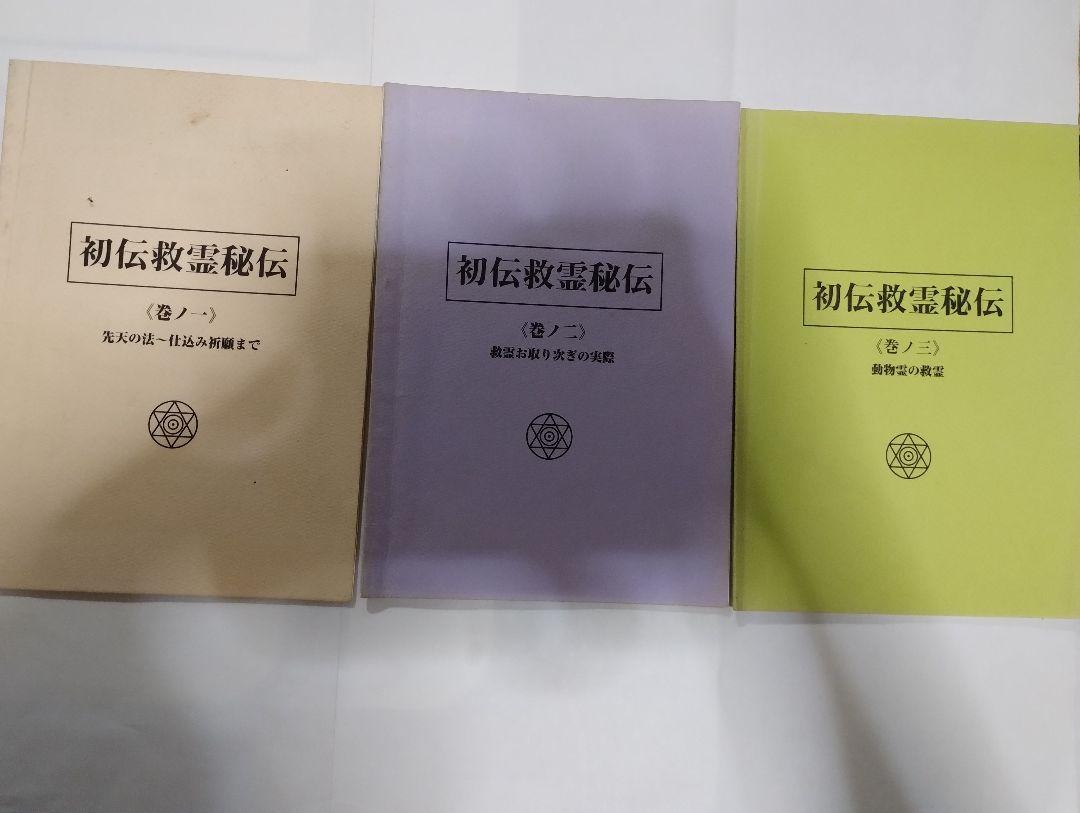 初伝救霊秘伝
《巻ノ一》
先天の法〜仕込み祈願まで
初伝救霊秘伝
《巻ノ二》
救霊お取り次ぎの実際
初伝救霊秘伝
《巻ノ三》
動物霊の救霊